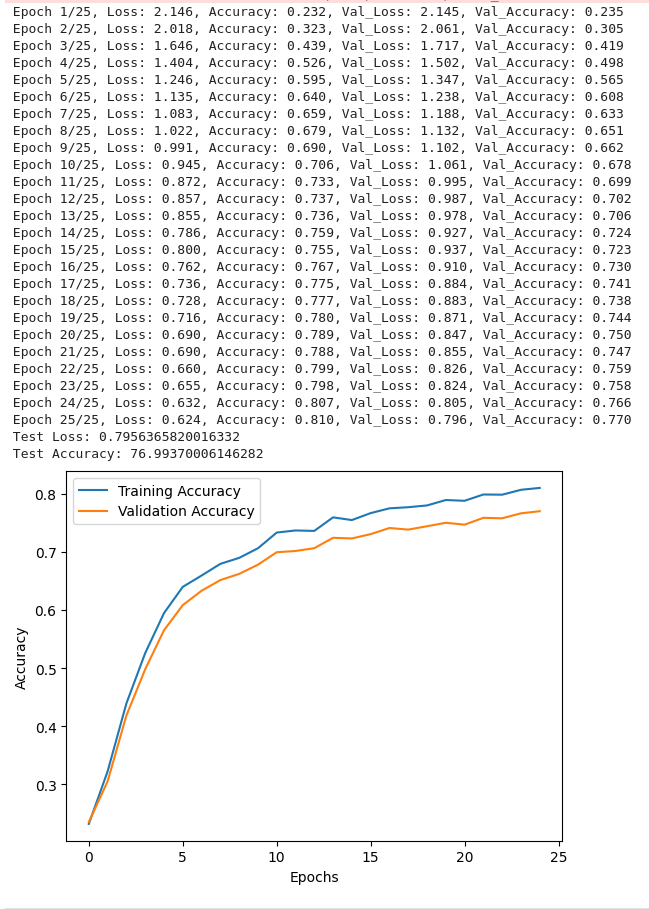 Epoch 1/25, Loss: 2.146, Accuracy: 0.232, Val_Loss: 2.145, Val_Accuracy: 0.235
Epoch 2/25, Loss: 2.018, Accuracy: 0.323, Val_Loss: 2.061, Val_Accuracy: 0.305
Epoch 3/25, Loss: 1.646, Accuracy: 0.439, Val_Loss: 1.717, Val_Accuracy: 0.419
Epoch 4/25, Loss: 1.404, Accuracy: 0.526, Val_Loss: 1.502, Val_Accuracy: 0.498
Epoch 5/25, Loss: 1.246, Accuracy: 0.595, Val_Loss: 1.347, Val_Accuracy: 0.565
Epoch 6/25, Loss: 1.135, Accuracy: 0.640, Val_Loss: 1.238, Val_Accuracy: 0.608
Epoch 7/25, Loss: 1.083, Accuracy: 0.659, Val_Loss: 1.188, Val_Accuracy: 0.633
Epoch 8/25, Loss: 1.022, Accuracy: 0.679, Val_Loss: 1.132, Val_Accuracy: 0.651
Epoch 9/25, Loss: 0.991, Accuracy: 0.690, Val_Loss: 1.102, Val_Accuracy: 0.662
Epoch 10/25, Loss: 0.945, Accuracy: 0.706, Val_Loss: 1.061, Val_Accuracy: 0.678
Epoch 11/25, Loss: 0.872, Accuracy: 0.733, Val_Loss: 0.995, Val_Accuracy: 0.699
Epoch 12/25, Loss: 0.857, Accuracy: 0.737, Val_Loss: 0.987, Val_Accuracy: 0.702
Epoch 13/25, Loss: 0.855, Accuracy: 0.736, Val_Loss: 0.978, Val_Accuracy: 0.706
Epoch 14/25, Loss: 0.786, Accuracy: 0.759, Val_Loss: 0.927, Val_Accuracy: 0.724
Epoch 15/25, Loss: 0.800, Accuracy: 0.755, Val_Loss: 0.937, Val_Accuracy: 0.723
Epoch 16/25, Loss: 0.762, Accuracy: 0.767, Val_Loss: 0.910, Val_Accuracy: 0.730
Epoch 17/25, Loss: 0.736, Accuracy: 0.775, Val_Loss: 0.884, Val_Accuracy: 0.741
Epoch 18/25, Loss: 0.728, Accuracy: 0.777, Val_Loss: 0.883, Val_Accuracy: 0.738
Epoch 19/25, Loss: 0.716, Accuracy: 0.780, Val_Loss: 0.871, Val_Accuracy: 0.744
Epoch 20/25, Loss: 0.690, Accuracy: 0.789, Val_Loss: 0.847, Val_Accuracy: 0.750
Epoch 21/25, Loss: 0.690, Accuracy: 0.788, Val_Loss: 0.855, Val_Accuracy: 0.747
Epoch 22/25, Loss: 0.660, Accuracy: 0.799, Val_Loss: 0.826, Val_Accuracy: 0.759
Epoch 23/25, Loss: 0.655, Accuracy: 0.798, Val_Loss: 0.824, Val_Accuracy: 0.758
Epoch 24/25, Loss: 0.632, Accuracy: 0.807, Val_Loss: 0.805, Val_Accuracy: 0.766
Epoch 25/25, Loss: 0.624, Accuracy: 0.810, Val_Loss: 0.796, Val_Accuracy: 0.770
Test Loss: 0.7956365820016332
Test Accuracy: 76.99370006146282
Training Accuracy
Validation Accuracy
0.8
0.7
0.6
0.5
0.4
0.3
Accuracy
0 5 10 15 20 25
Epochs